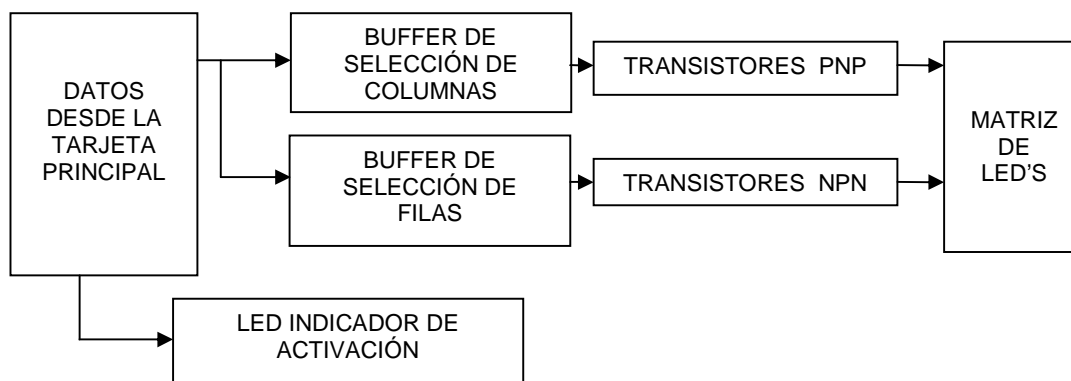 DATOS
DESDE LA
TARJETA
PRINCIPAL
BUFFER DE
SELECCIÓN DE
COLUMNAS
TRANSISTORES PNP
BUFFER DE
SELECCIÓN DE
FILAS
TRANSISTORES NPN
MATRIZ
DE
LED'S
LED INDICADOR DE
ACTIVACIÓN